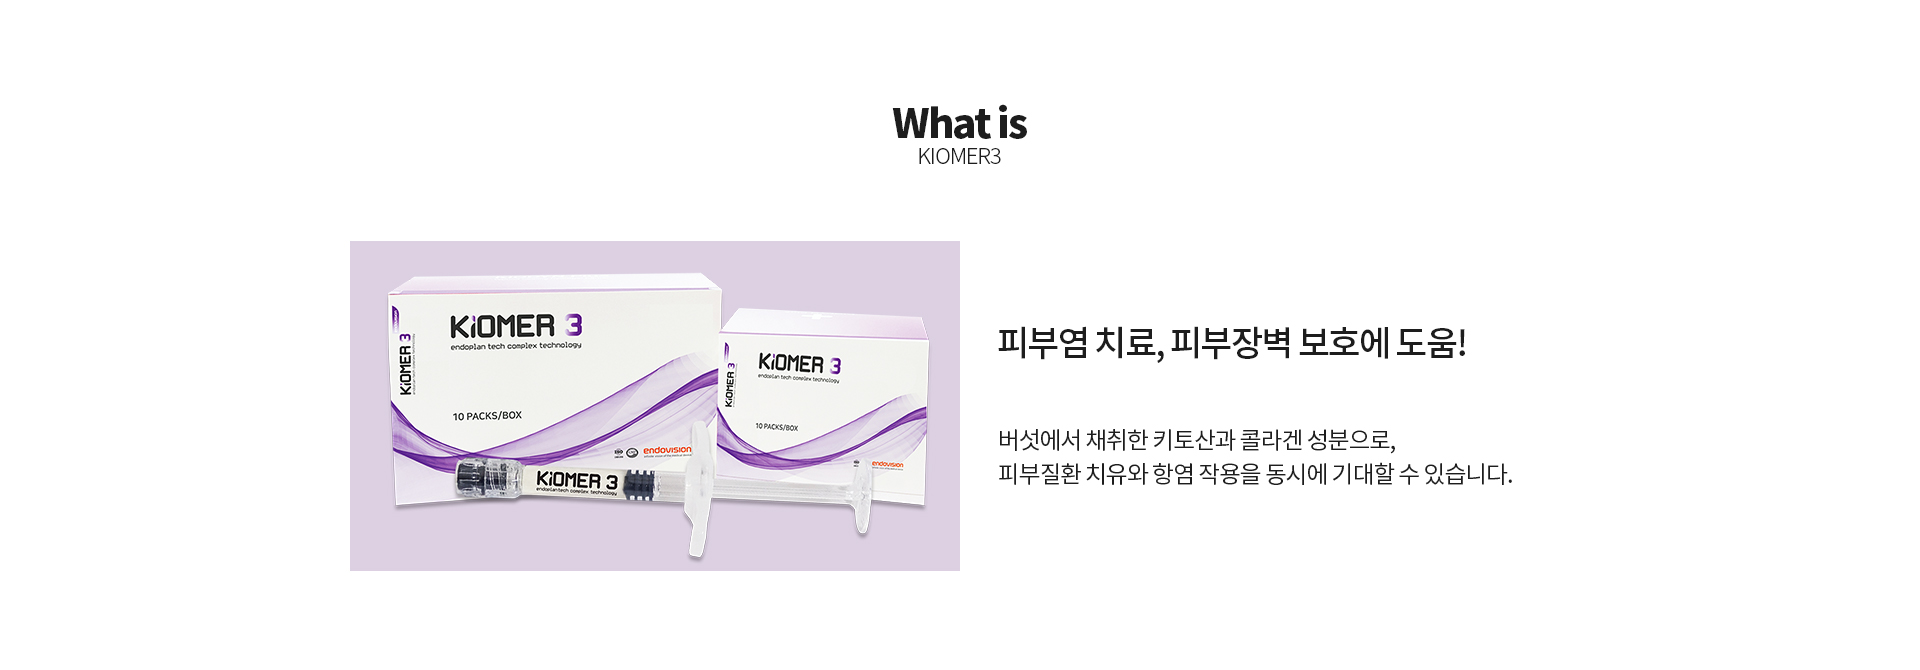 What is
KIOMER3
KIOMER 3
endoplan tech complex technology
KIOMER 3
10 PACKS/BOX
endovision
KIOMER 3
endoplan tech complex technology
KIOMER 3
10 PACKS/BOX
endovision
KIOMER 3
endoplan tech complex technology
피부염 치료, 피부장벽 보호에 도움!
버섯에서 채취한 키토산과 콜라겐 성분으로,
피부질환 치유와 항염 작용을 동시에 기대할 수 있습니다.